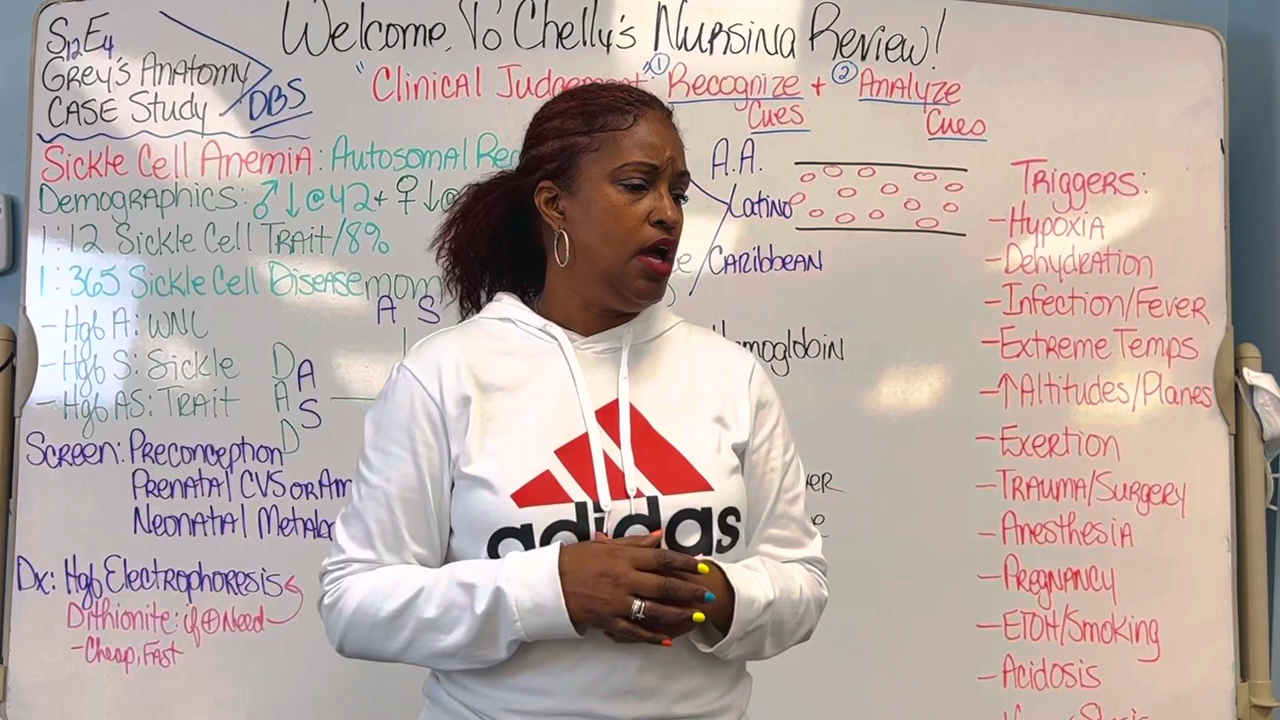 Welcome To Chelly's Nursing Review!
S12E4
Grey's Anatomy
CASE Study
DBS
"Clinical Judgement" ① Recognize + ② Analyze
Cues Cues
Sickle Cell Anemia: Autosomal Rec
Demographics: ♂↓@42+ ♀↓@
1:12 Sickle Cell TRAIT/8%
1:365 Sickle Cell Disease mom
A S
- Hgb A: WNL
- Hgb S: Sickle
- Hgb AS: TRAIT
DAD
A
S
Screen: Preconception
Prenatal CVS or Am
Neonatal Metabo
Dx: Hgb Electrophoresis
Dithionite: if ⊕ Need
- Cheap, Fast
A.A.
Latino
CARibbean
moglobin
adidas
Triggers:
- Hypoxia
- Dehydration
- Infection/Fever
- Extreme Temps
- ↑Altitudes/Planes
- Exertion
- Trauma/Surgery
- Anesthesia
- Pregnancy
- ETOH/Smoking
- Acidosis